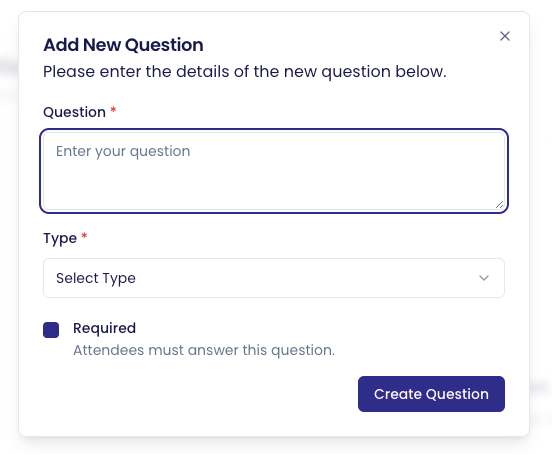 Add New Question
Please enter the details of the new question below.
Question *
Enter your question
Type *
Select Type
Required
Attendees must answer this question.
Create Question